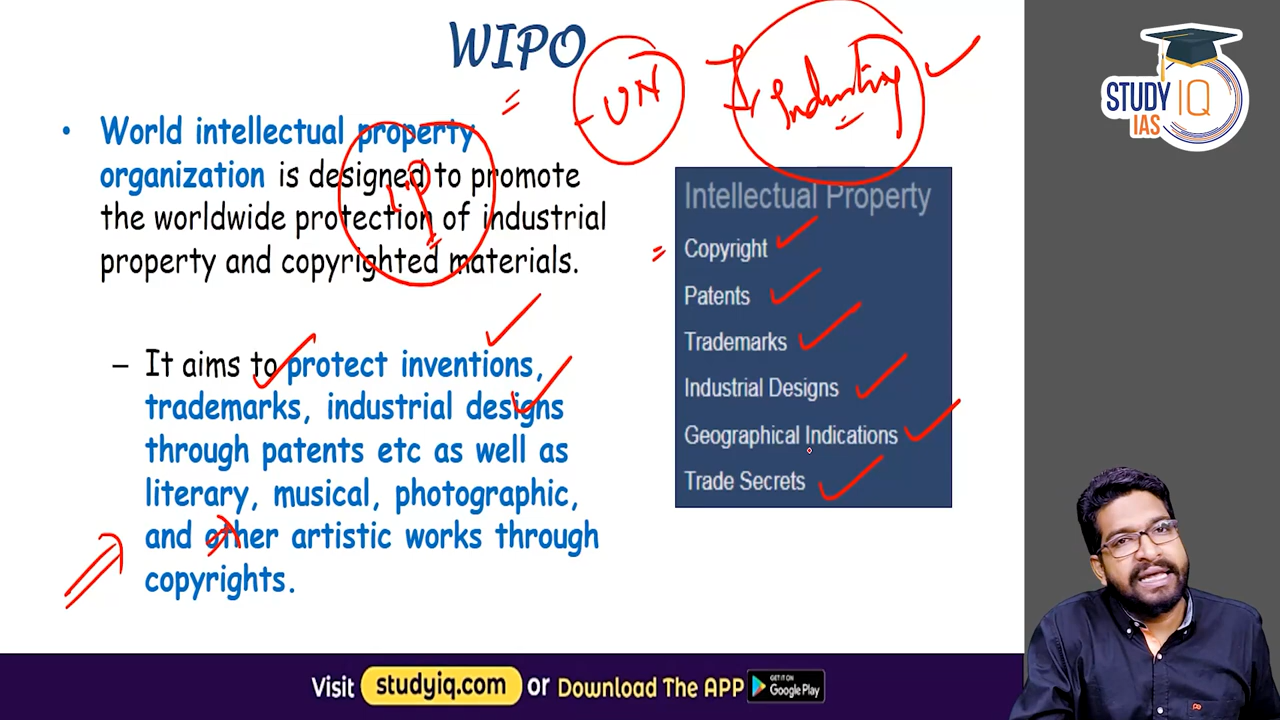 WIPO
- UN
Industry
STUDY IQ
IAS
• World intellectual property
organization is designed to promote
the worldwide protection of industrial
property and copyrighted materials.
IP
– It aims to protect inventions,
trademarks, industrial designs
through patents etc as well as
literary, musical, photographic,
and other artistic works through
copyrights.
Intellectual Property
Copyright
Patents
Trademarks
Industrial Designs
Geographical Indications
Trade Secrets
Visit studyiq.com or Download The APP GET IT ON Google Play